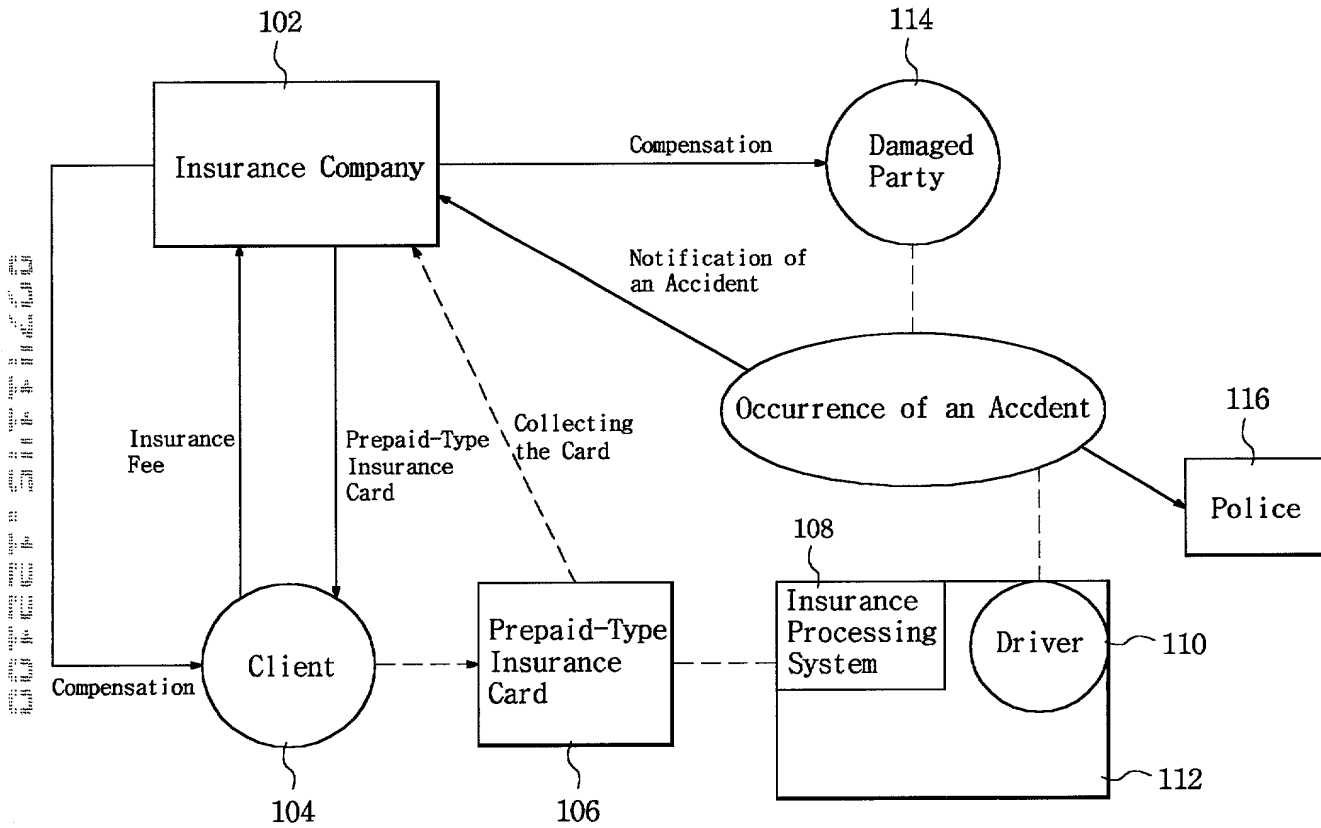 102
114
Insurance Company
Compensation
Damaged
Party
Notification of
an Accident
Occurrence of an Accdent
116
Police
Insurance
Fee
Prepaid-Type
Insurance
Card
Collecting
the Card
108
Insurance
Processing
System
Driver
110
Prepaid-Type
Insurance
Card
Client
Compensation
112
104
106